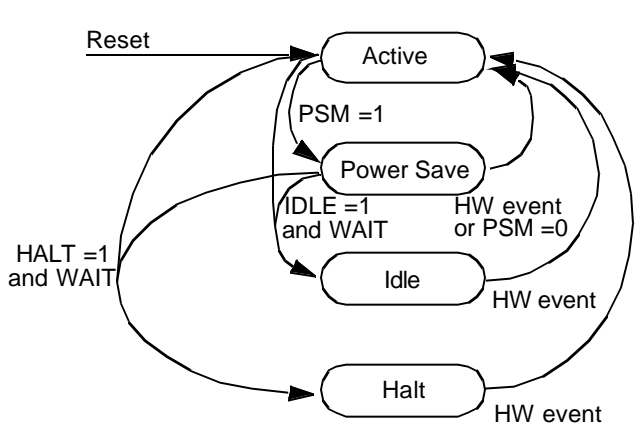 Reset
Active
PSM =1
Power Save
IDLE =1
and WAIT
HW event
or PSM =0
HALT =1
and WAIT
Idle
HW event
Halt
HW event